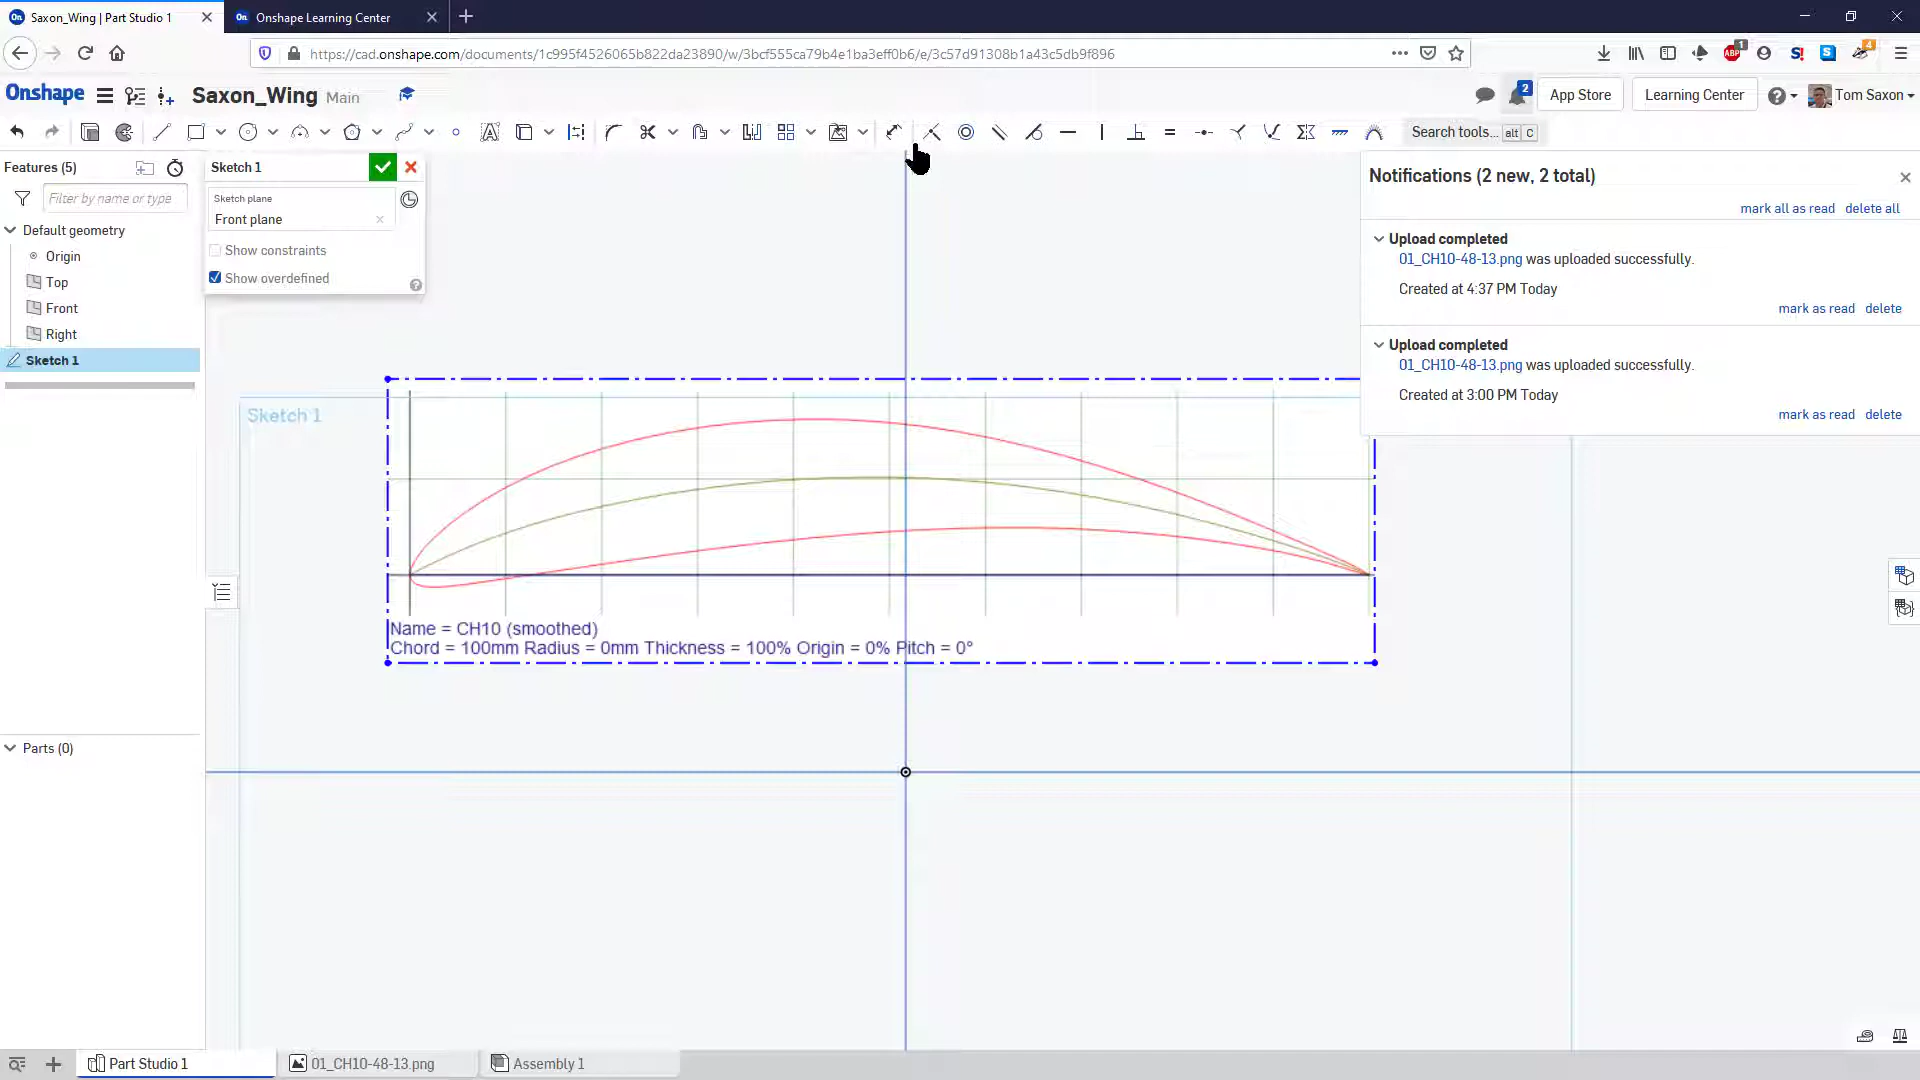 Saxon_Wing | Part Studio 1
Onshape Learning Center
https://cad.onshape.com/documents/1c995f4526065b822da23890/w/3bcf555ca79b4e1ba3eff0b6/e/3c57d91308b1a43c5db9f896
ABP 1
S!
S
4
Onshape
Saxon_Wing Main
2
App Store
Learning Center
Tom Saxon
Search tools... alt C
Features (5)
Filter by name or type
Default geometry
Origin
Top
Front
Right
Sketch 1
Parts (0)
Sketch 1
Sketch plane
Front plane
Show constraints
Show overdefined
Sketch 1
Name = CH10 (smoothed)
Chord = 100mm Radius = 0mm Thickness = 100% Origin = 0% Pitch = 0°
Notifications (2 new, 2 total)
mark all as read delete all
Upload completed
01_CH10-48-13.png was uploaded successfully.
Created at 4:37 PM Today
mark as read delete
Upload completed
01_CH10-48-13.png was uploaded successfully.
Created at 3:00 PM Today
mark as read delete
Part Studio 1
01_CH10-48-13.png
Assembly 1